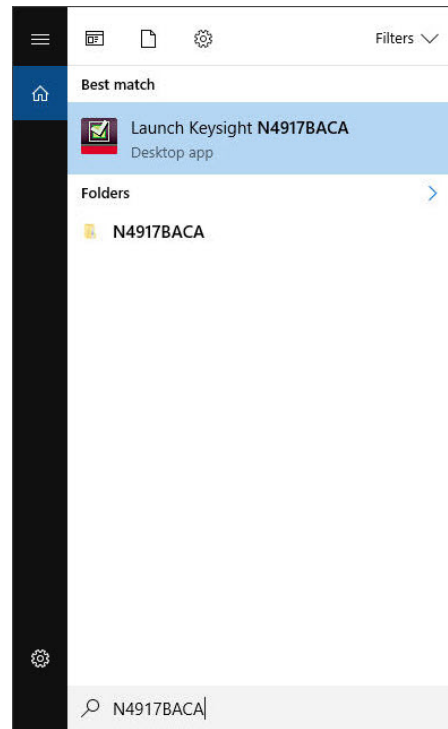 Filters
Best match
Launch Keysight N4917BACA
Desktop app
Folders
N4917BACA
N4917BACA